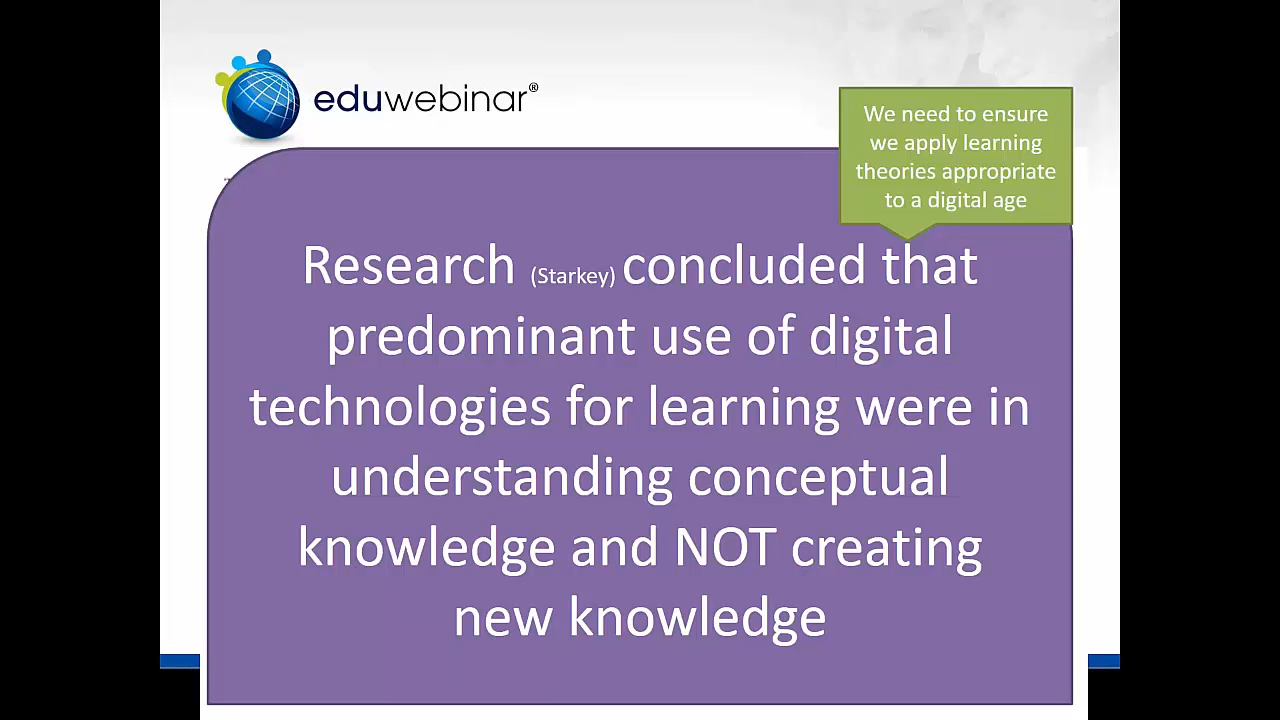 eduwebinar®
We need to ensure
we apply learning
theories appropriate
to a digital age
Research (Starkey) concluded that
predominant use of digital
technologies for learning were in
understanding conceptual
knowledge and NOT creating
new knowledge